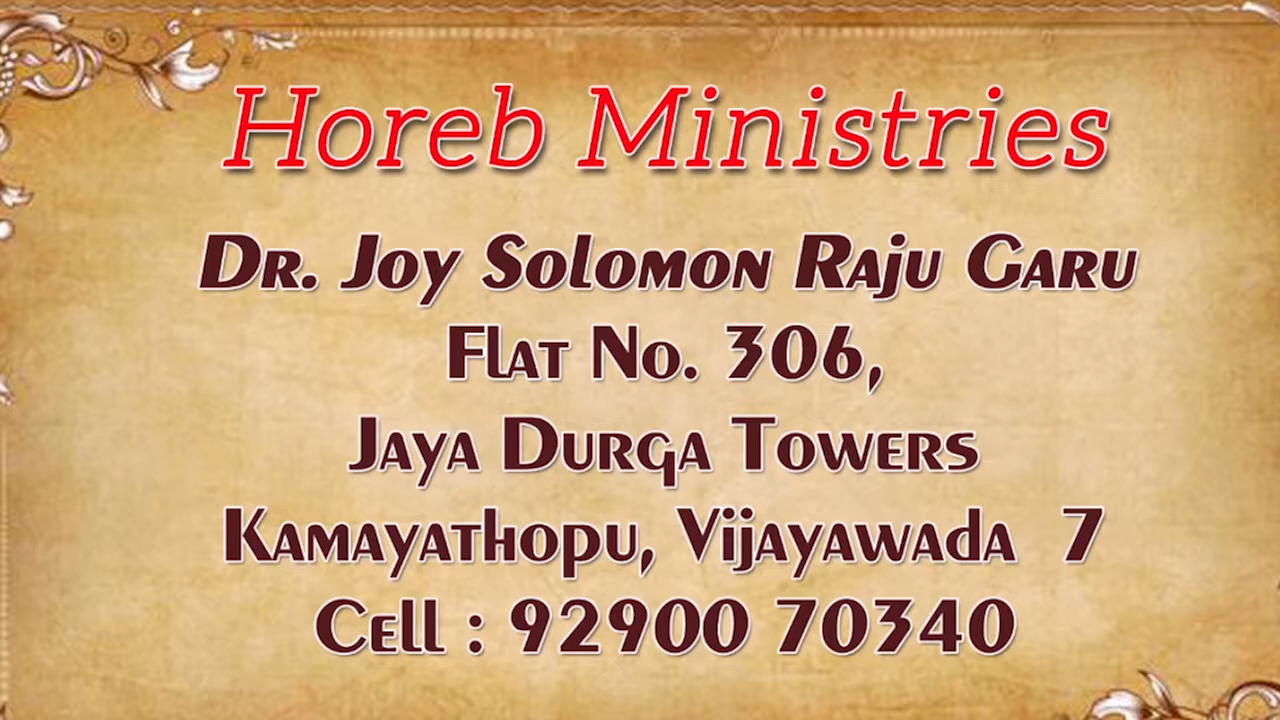 Horeb Ministries
Dr. Joy Solomon Raju Garu
Flat No. 306,
Jaya Durga Towers
Kamayathopu, Vijayawada 7
Cell : 92900 70340